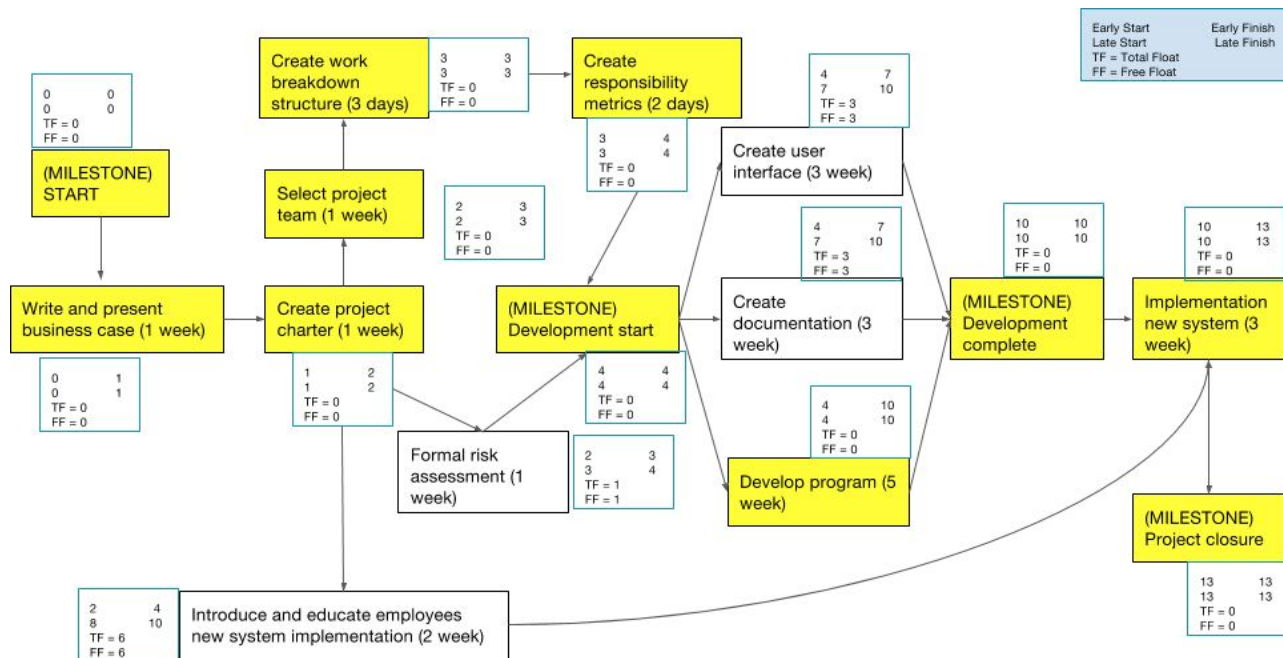 Early Start Early Finish
Late Start Late Finish
TF = Total Float
FF = Free Float
0 0
0 0
TF = 0
FF = 0
(MILESTONE)
START
Create work
breakdown
structure (3 days)
3 3
3 3
TF = 0
FF = 0
Create
responsibility
metrics (2 days)
3 4
3 4
TF = 0
FF = 0
4 7
7 10
TF = 3
FF = 3
Create user
interface (3 week)
Select project
team (1 week)
2 3
2 3
TF = 0
FF = 0
4 7
7 10
TF = 3
FF = 3
10 10
10 10
TF = 0
FF = 0
10 13
10 13
TF = 0
FF = 0
Write and present
business case (1 week)
0 1
0 1
TF = 0
FF = 0
Create project
charter (1 week)
1 2
1 2
TF = 0
FF = 0
(MILESTONE)
Development start
4 4
4 4
TF = 0
FF = 0
Create
documentation (3
week)
(MILESTONE)
Development
complete
Implementation
new system (3
week)
Formal risk
assessment (1
week)
2 3
3 4
TF = 1
FF = 1
4 10
4 10
TF = 0
FF = 0
Develop program (5
week)
(MILESTONE)
Project closure
13 13
13 13
TF = 0
FF = 0
2 4
8 10
TF = 6
FF = 6
Introduce and educate employees
new system implementation (2 week)